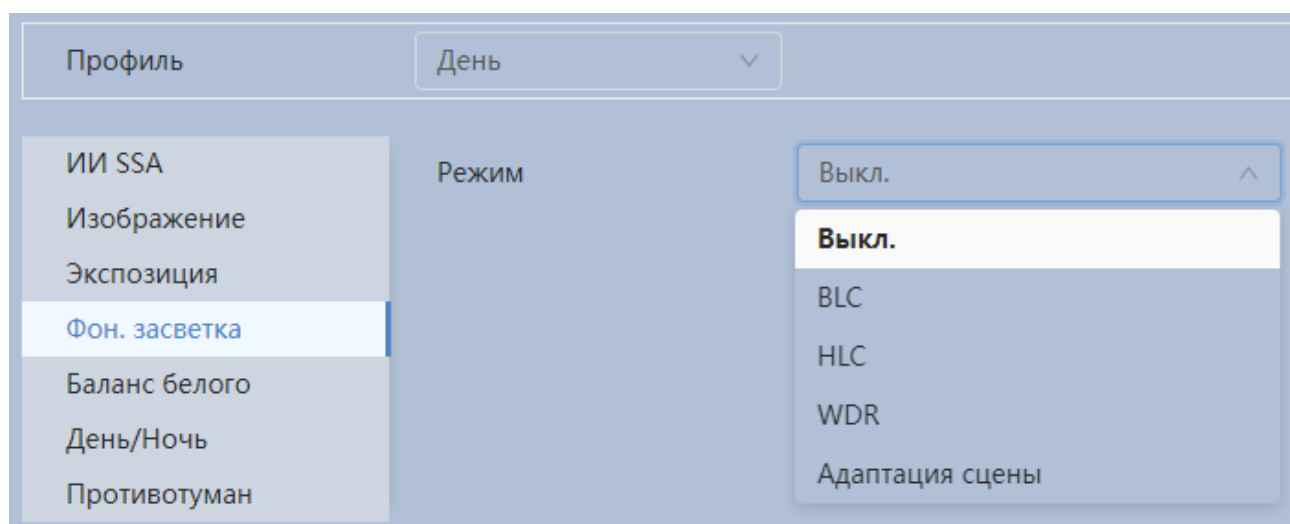 Профиль День
ИИ SSA Режим Выкл.
Изображение Выкл.
Экспозиция BLC
Фон. засветка HLC
Баланс белого WDR
День/Ночь Адаптация сцены
Противотуман